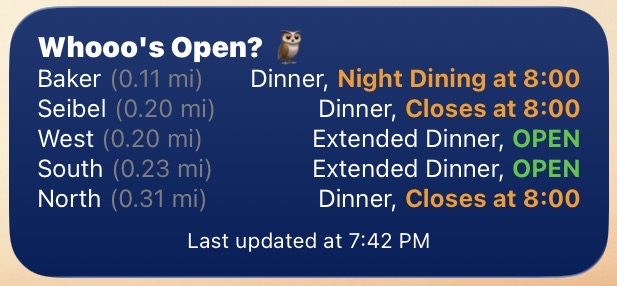 Whooo's Open? 🦉
Baker (0.11 mi) Dinner, Night Dining at 8:00
Seibel (0.20 mi) Dinner, Closes at 8:00
West (0.20 mi) Extended Dinner, OPEN
South (0.23 mi) Extended Dinner, OPEN
North (0.31 mi) Dinner, Closes at 8:00
Last updated at 7:42 PM